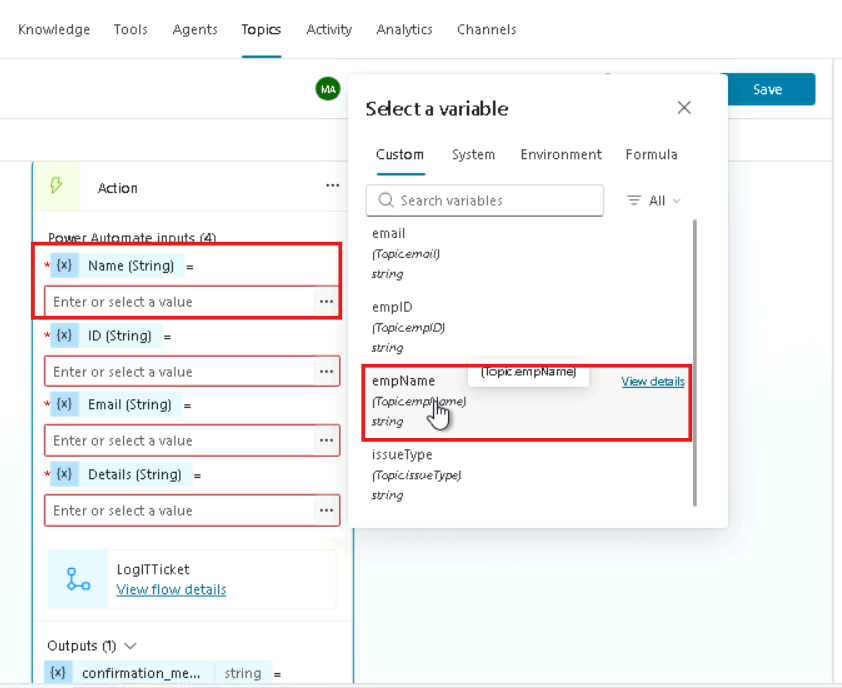 Knowledge Tools Agents Topics Activity Analytics Channels
MA
Save
Select a variable
Custom System Environment Formula
Search variables
All
email
(Topic.email)
string
empID
(Topic.empID)
string
empName
(Topic.empName)
View details
(Topic.empName)
string
issueType
(Topic.issueType)
string
Action
Power Automate inputs (4)
* {x} Name (String) =
Enter or select a value
* {x} ID (String) =
Enter or select a value
* {x} Email (String) =
Enter or select a value
* {x} Details (String) =
Enter or select a value
LogITTicket
View flow details
Outputs (1)
{x} confirmation_me... string =